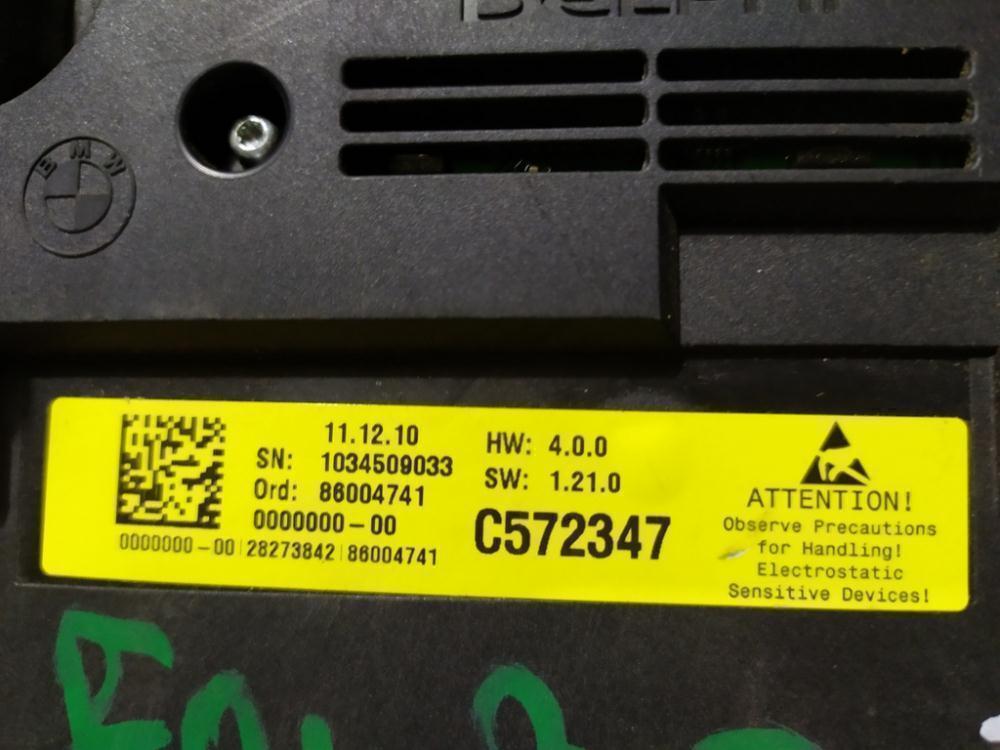 DELPHI
BMW
11.12.10
SN: 1034509033
Ord: 86004741
0000000-00
0000000-00 28273842 86004741
HW: 4.0.0
SW: 1.21.0
C572347
ATTENTION!
Observe Precautions
for Handling!
Electrostatic
Sensitive Devices!